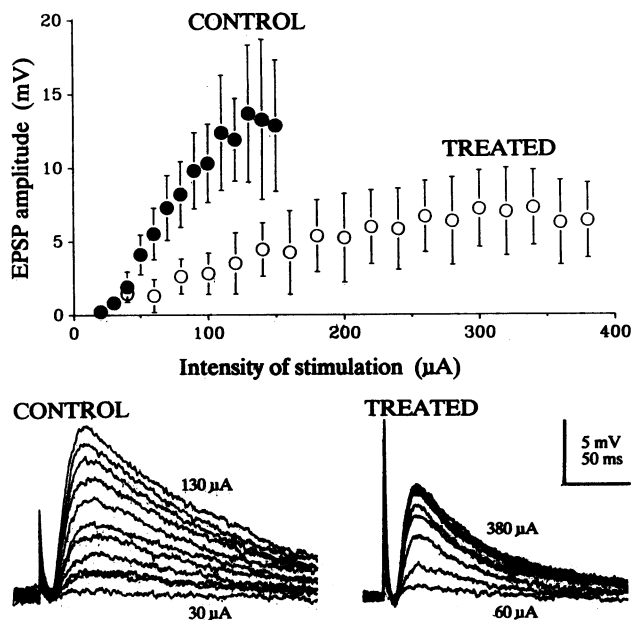 20
CONTROL
15
TREATED
10
5
0
EPSP amplitude (mV)
0 100 200 300 400
Intensity of stimulation (µA)
CONTROL
TREATED
5 mV
50 ms
130 µA
380 µA
30 µA
60 µA